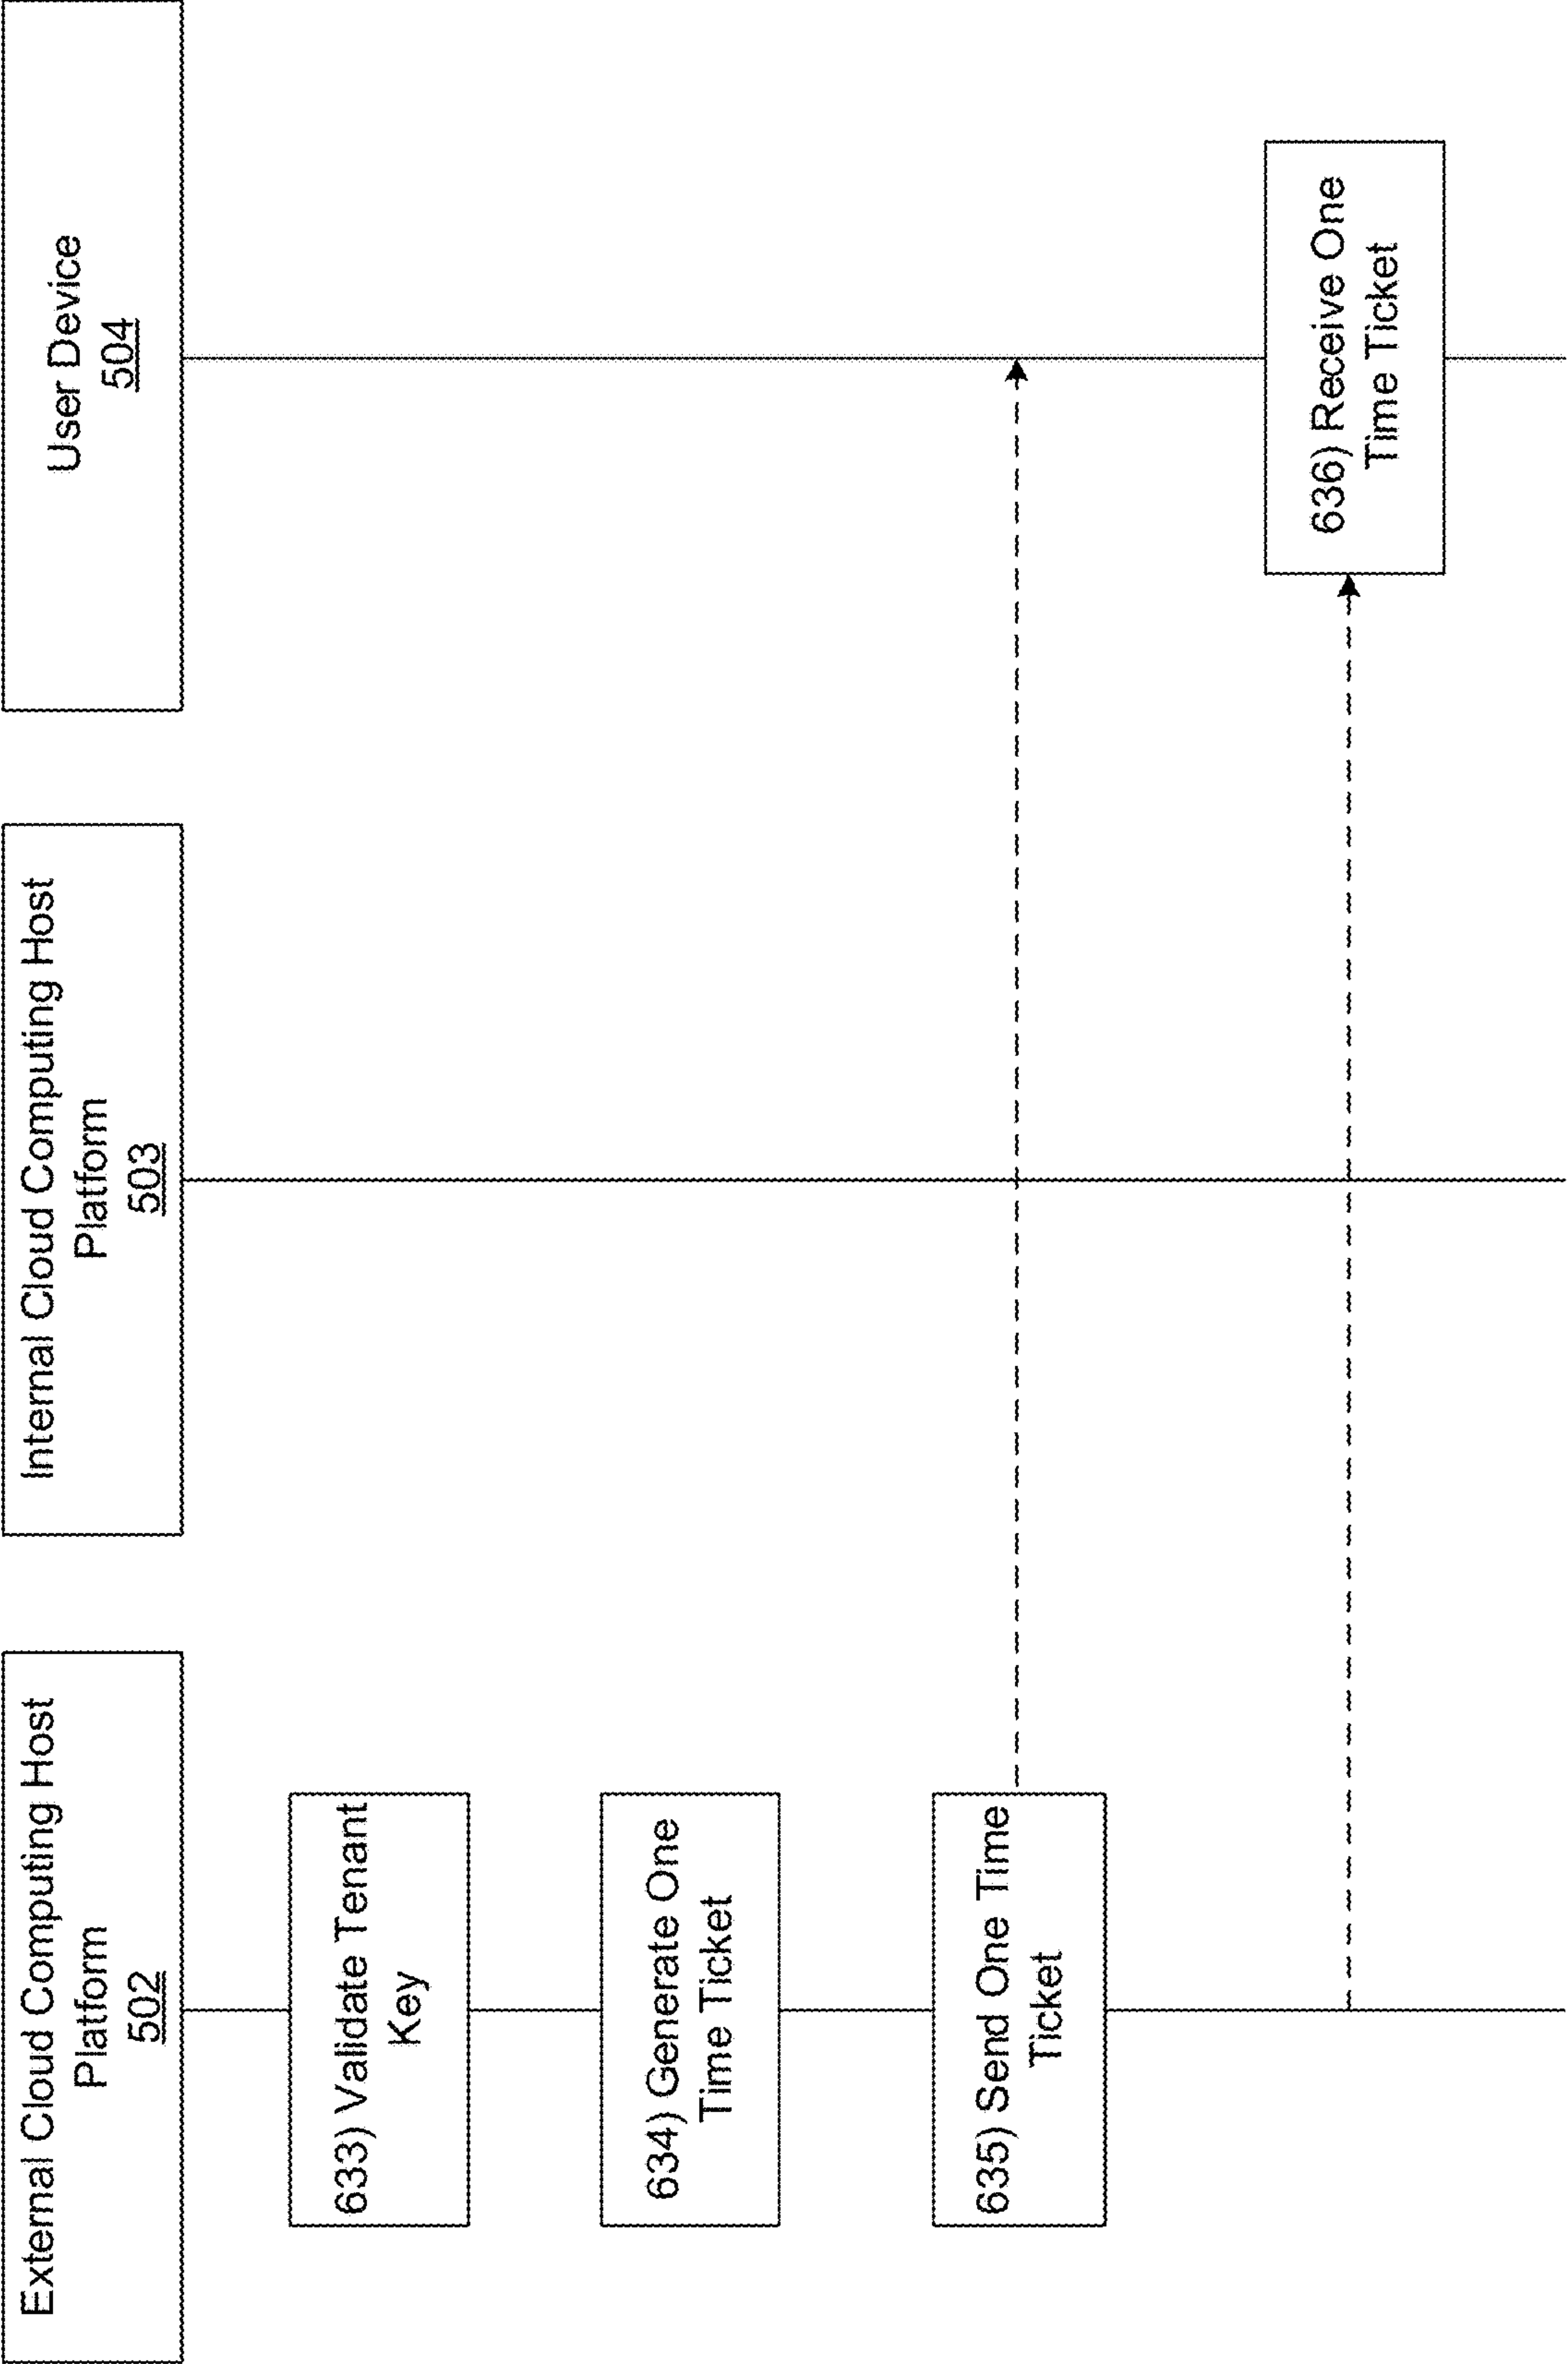 External Cloud Computing Host
Platform
502
Internal Cloud Computing Host
Platform
503
User Device
504
633) Validate Tenant
Key
634) Generate One
Time Ticket
635) Send One Time
Ticket
636) Receive One
Time Ticket